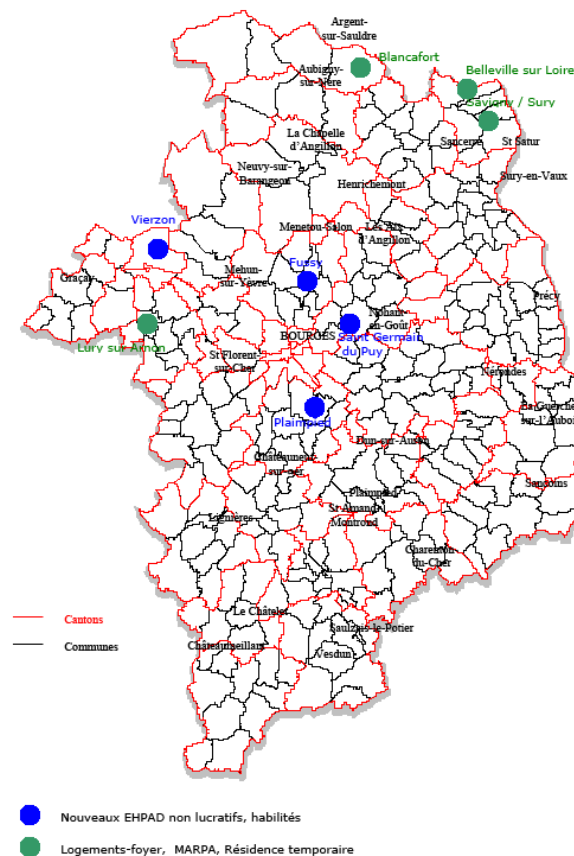 Argent-
sur-Sauldre
Blancafort
Aubigny-
sur-Nère
Belleville sur Loire
Savigny / Sury
La Chapelle
d'Angillon
Sancerre
St Satur
Neuvy-sur-
Barangeon
Henrichemont
Sury-en-Vaux
Vierzon
Menetou-Salon
Les Aix
d'Angillon
Fussy
Graçay
Mehun-
sur-Yèvre
Précy
Nohant-
en-Goût
BOURGES
Saint Germain
du Puy
Lury sur Arnon
St Florent-
sur-Cher
Nérondes
La Guerche-
sur-l'Aubois
Plaimpied
Dun-sur-Auron
Châteauneuf-
sur-cher
Sancoins
Plaimpied
St Amand-
Montrond
Lignières
Charenton-
du-Cher
Le Châtelet
Cantons
Saulzais-le-Potier
Communes
Châteaumeillant
Vesdun
Nouveaux EHPAD non lucratifs, habilités
Logements-foyer, MARPA, Résidence temporaire